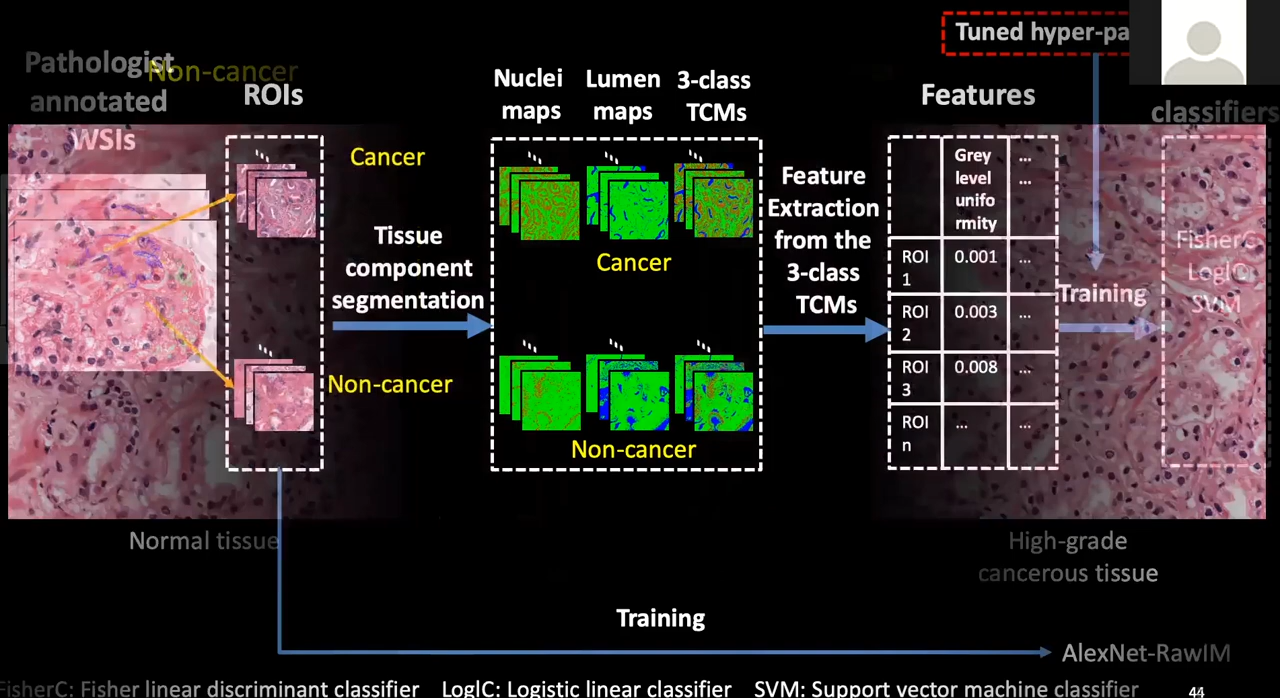 Tuned hyper-pa
Pathologist
annotated
WSIs
Non-cancer
ROIs
Nuclei
maps
Lumen
maps
3-class
TCMs
Features
classifiers
Cancer
Tissue
component
segmentation
Non-cancer
Cancer
Non-cancer
Feature
Extraction
from the
3-class
TCMs
Grey
level
unifo
rmity
...
...
ROI
1
0.001
...
ROI
2
0.003
...
ROI
3
0.008
...
ROI
n
...
...
Training
FisherC
LoglC
SVM
Normal tissue
High-grade
cancerous tissue
Training
AlexNet-RawIM
FisherC: Fisher linear discriminant classifier LoglC: Logistic linear classifier SVM: Support vector machine classifier
44